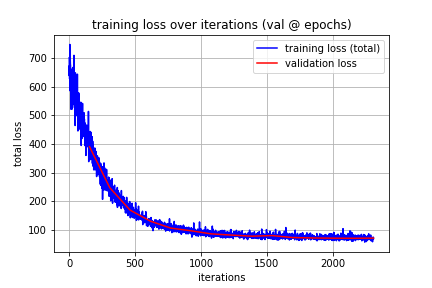 training loss over iterations (val @ epochs)
training loss (total)
validation loss
total loss
700
600
500
400
300
200
100
0
500
1000
1500
2000
iterations